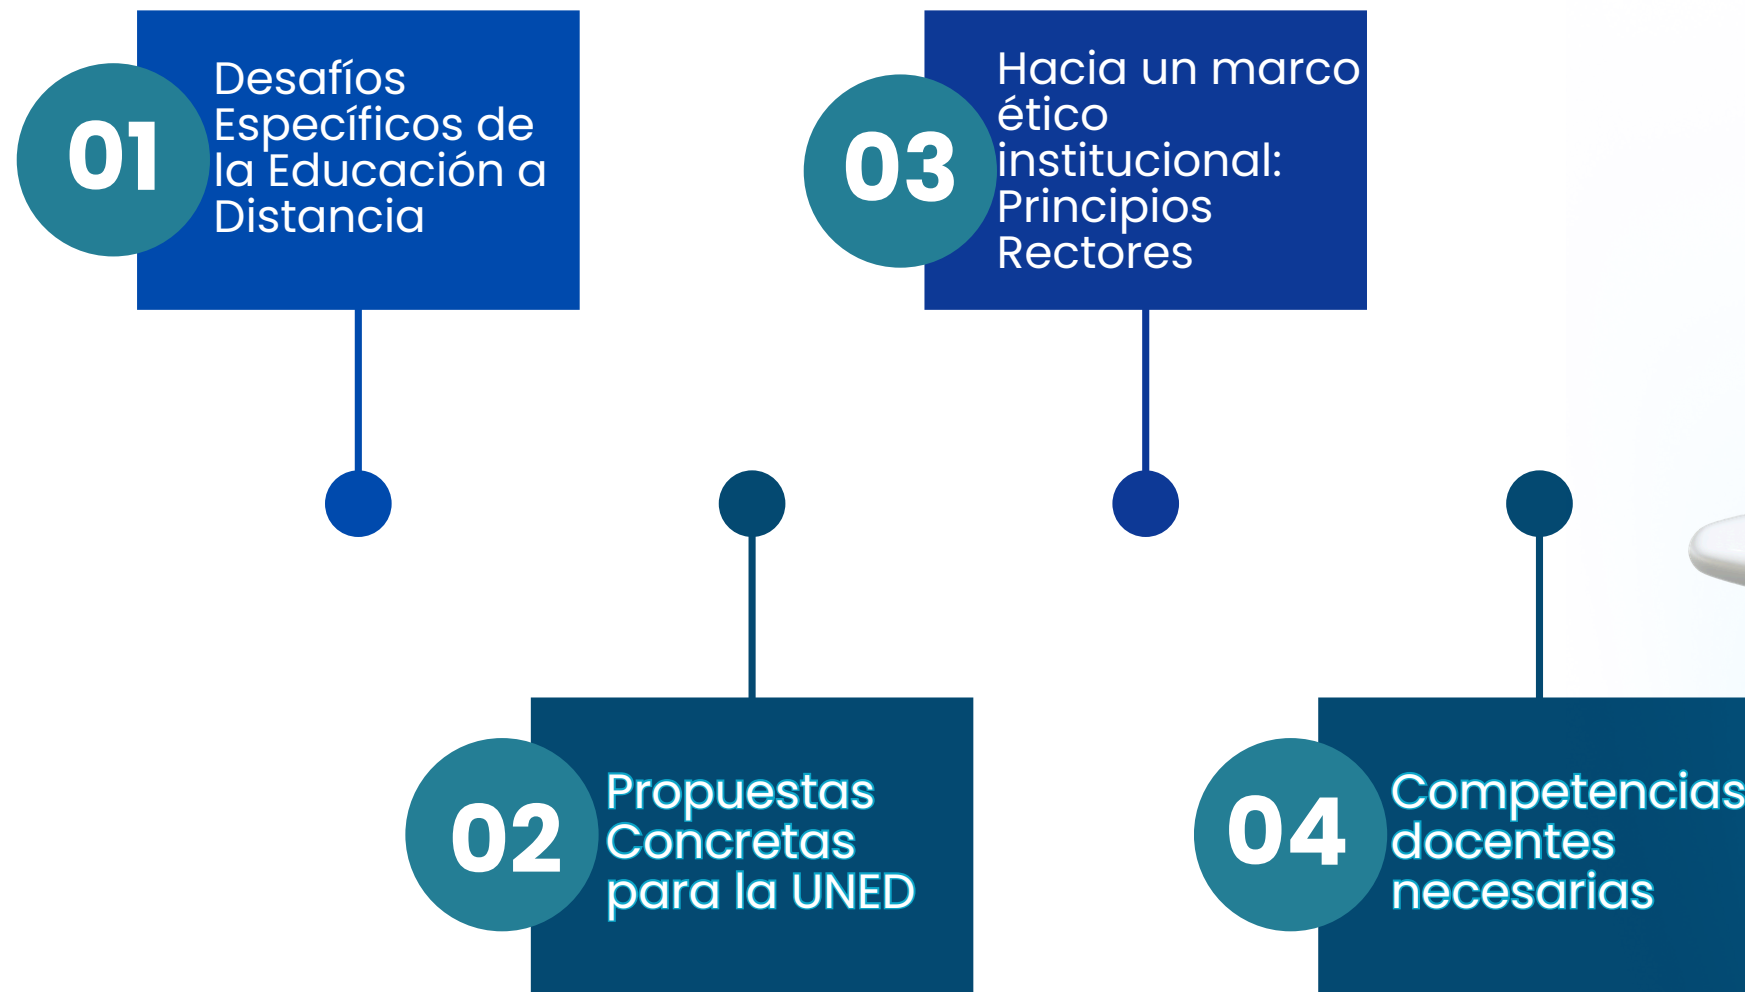 01
Desafíos
Específicos de
la Educación a
Distancia
02
Propuestas
Concretas
para la UNED
03
Hacia un marco
ético
institucional:
Principios
Rectores
04
Competencias
docentes
necesarias